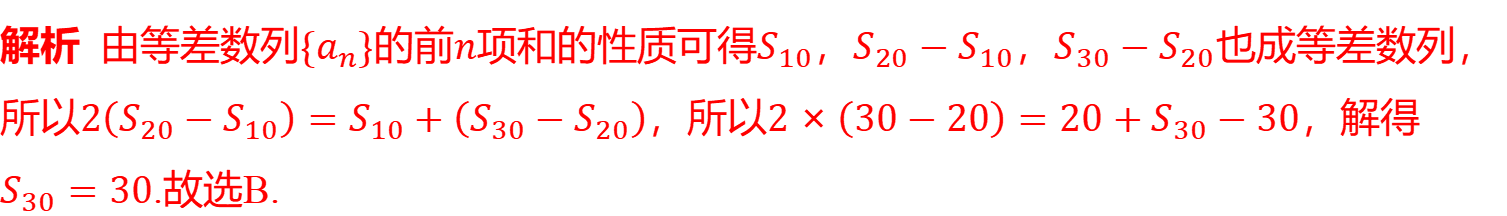 解析 由等差数列{aₙ}的前n项和的性质可得S₁₀，S₂₀ − S₁₀，S₃₀ − S₂₀也成等差数列，
所以2(S₂₀ − S₁₀) = S₁₀ + (S₃₀ − S₂₀)，所以2 × (30 − 20) = 20 + S₃₀ − 30，解得
S₃₀ = 30.故选B.